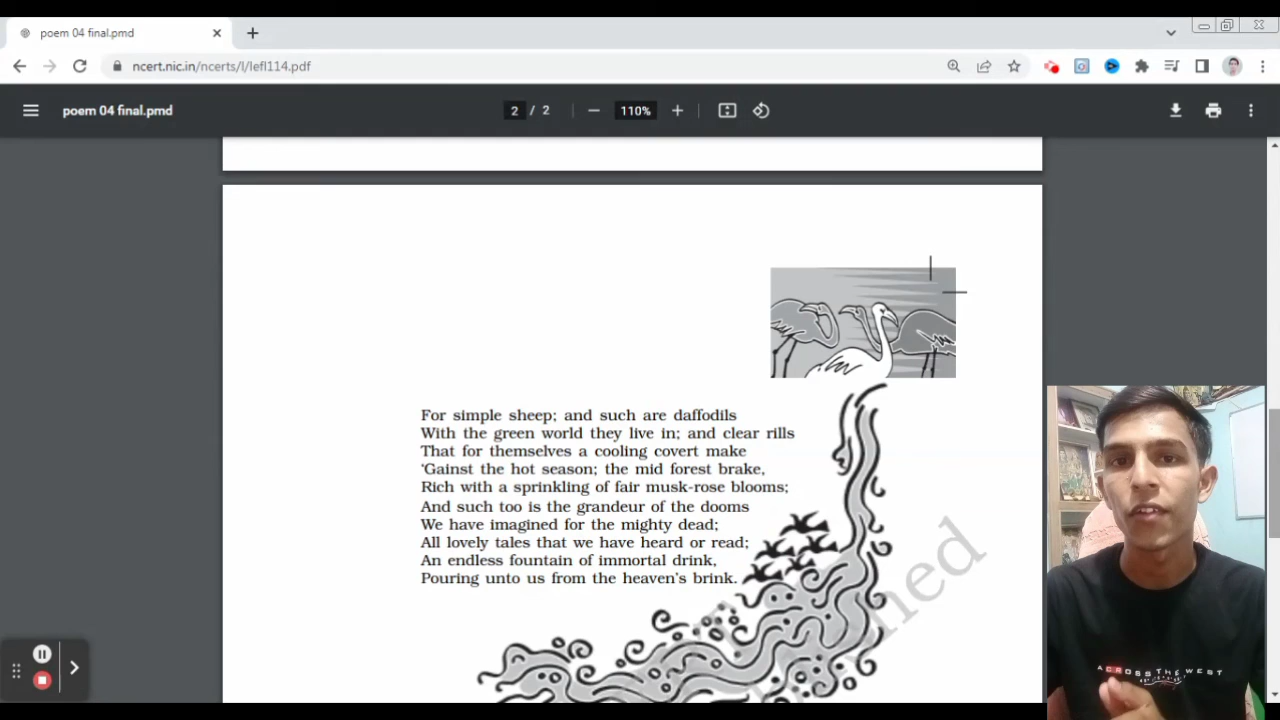 poem 04 final.pmd
ncert.nic.in/ncerts/l/lefl114.pdf
poem 04 final.pmd
2 / 2
110%
For simple sheep; and such are daffodils
With the green world they live in; and clear rills
That for themselves a cooling covert make
‘Gainst the hot season; the mid forest brake,
Rich with a sprinkling of fair musk-rose blooms;
And such too is the grandeur of the dooms
We have imagined for the mighty dead;
All lovely tales that we have heard or read;
An endless fountain of immortal drink,
Pouring unto us from the heaven's brink.
ACROSS THE WEST